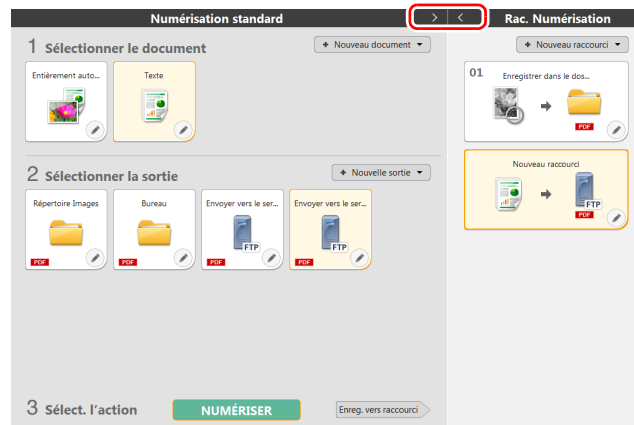 Numérisation standard
Rac. Numérisation
1 Sélectionner le document
+ Nouveau document
Entièrement auto...
Texte
2 Sélectionner la sortie
+ Nouvelle sortie
Répertoire Images
Bureau
Envoyer vers le ser...
Envoyer vers le ser...
PDF
PDF
FTP
PDF
FTP
PDF
3 Sélect. l'action
NUMÉRISER
Enreg. vers raccourci
+ Nouveau raccourci
01 Enregistrer dans le dos...
PDF
Nouveau raccourci
FTP
PDF